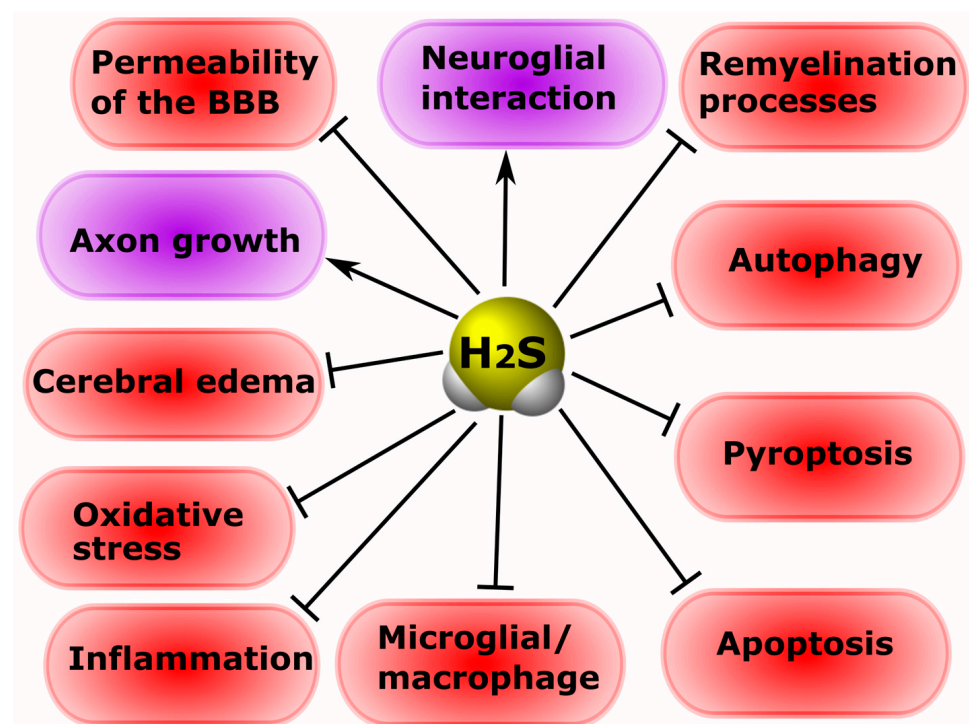 Permeability
of the BBB
Neuroglial
interaction
Remyelination
processes
Axon growth
Autophagy
H2S
Cerebral edema
Pyroptosis
Oxidative
stress
Inflammation
Microglial/
macrophage
Apoptosis